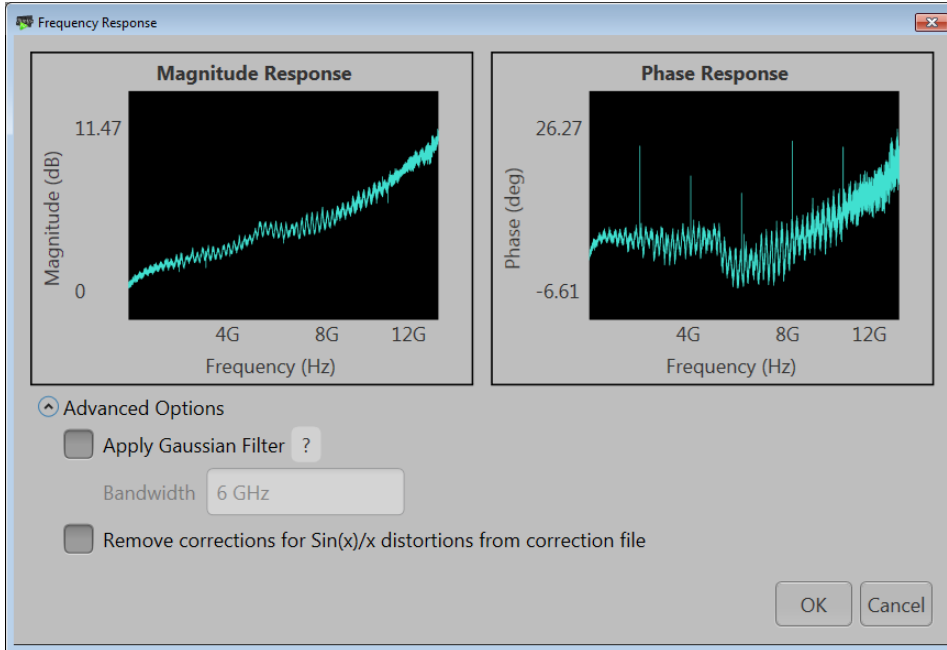 Frequency Response
Magnitude Response
11.47
Magnitude (dB)
0
4G 8G 12G
Frequency (Hz)
Phase Response
26.27
Phase (deg)
-6.61
4G 8G 12G
Frequency (Hz)
Advanced Options
Apply Gaussian Filter ?
Bandwidth 6 GHz
Remove corrections for Sin(x)/x distortions from correction file
OK Cancel